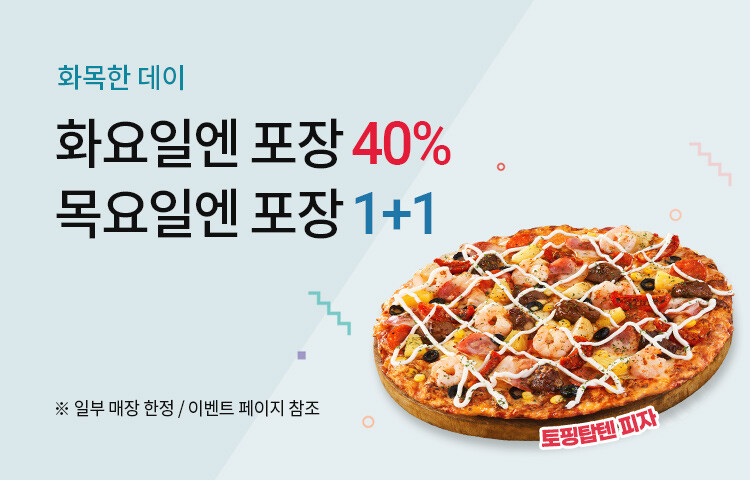 화목한 데이
화요일엔 포장 40%
목요일엔 포장 1+1
※ 일부 매장 한정 / 이벤트 페이지 참조
토핑탑텐 피자